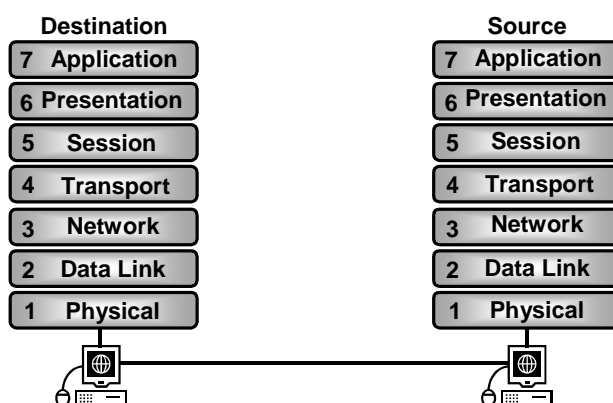 Destination
7 Application
6 Presentation
5 Session
4 Transport
3 Network
2 Data Link
1 Physical
Source
7 Application
6 Presentation
5 Session
4 Transport
3 Network
2 Data Link
1 Physical